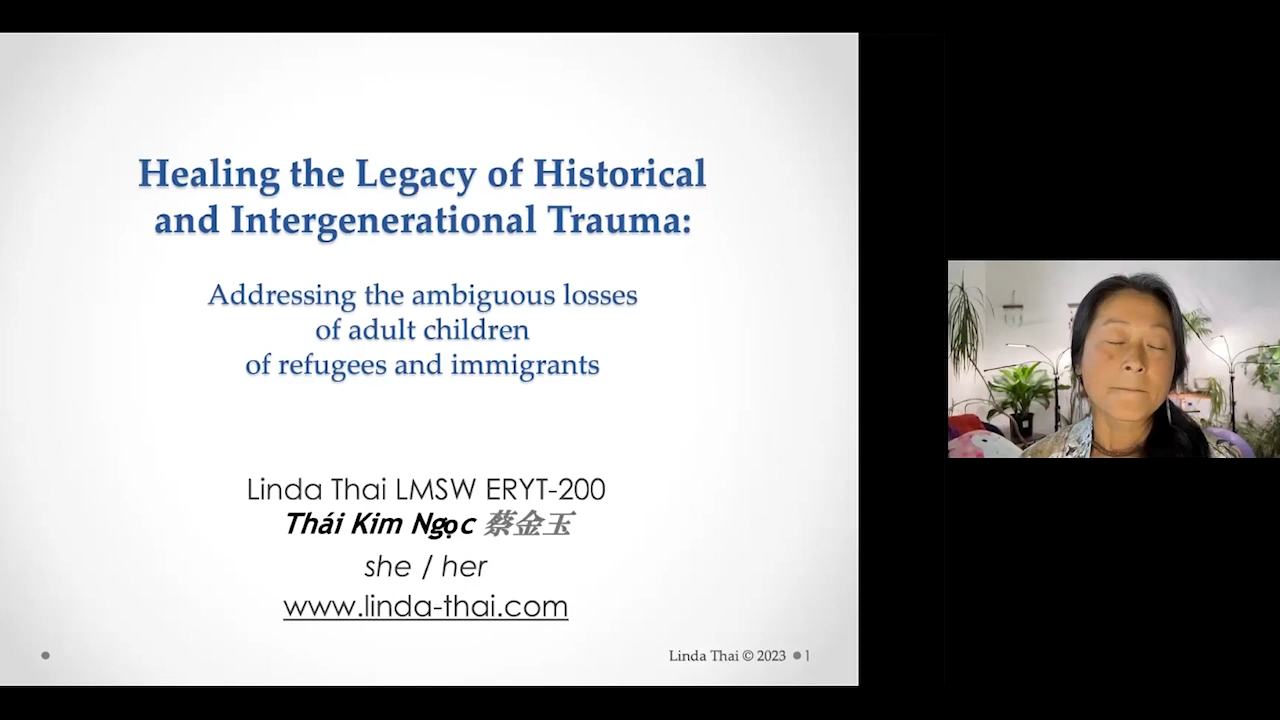 Healing the Legacy of Historical
and Intergenerational Trauma:
Addressing the ambiguous losses
of adult children
of refugees and immigrants
Linda Thai LMSW ERYT-200
Thái Kim Ngọc 蔡金玉
she / her
www.linda-thai.com
Linda Thai © 2023 1